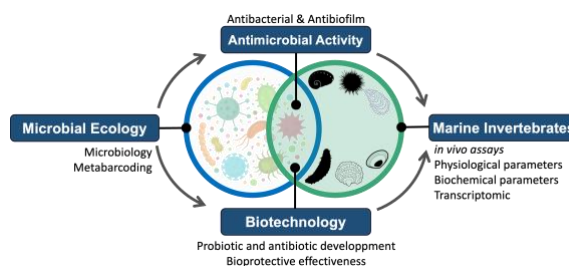 Antibacterial & Antibiofilm
Antimicrobial Activity
Microbial Ecology
Microbiology
Metabarcoding
Marine Invertebrates
in vivo assays
Physiological parameters
Biochemical parameters
Transcriptomic
Biotechnology
Probiotic and antibiotic developpment
Bioprotective effectiveness